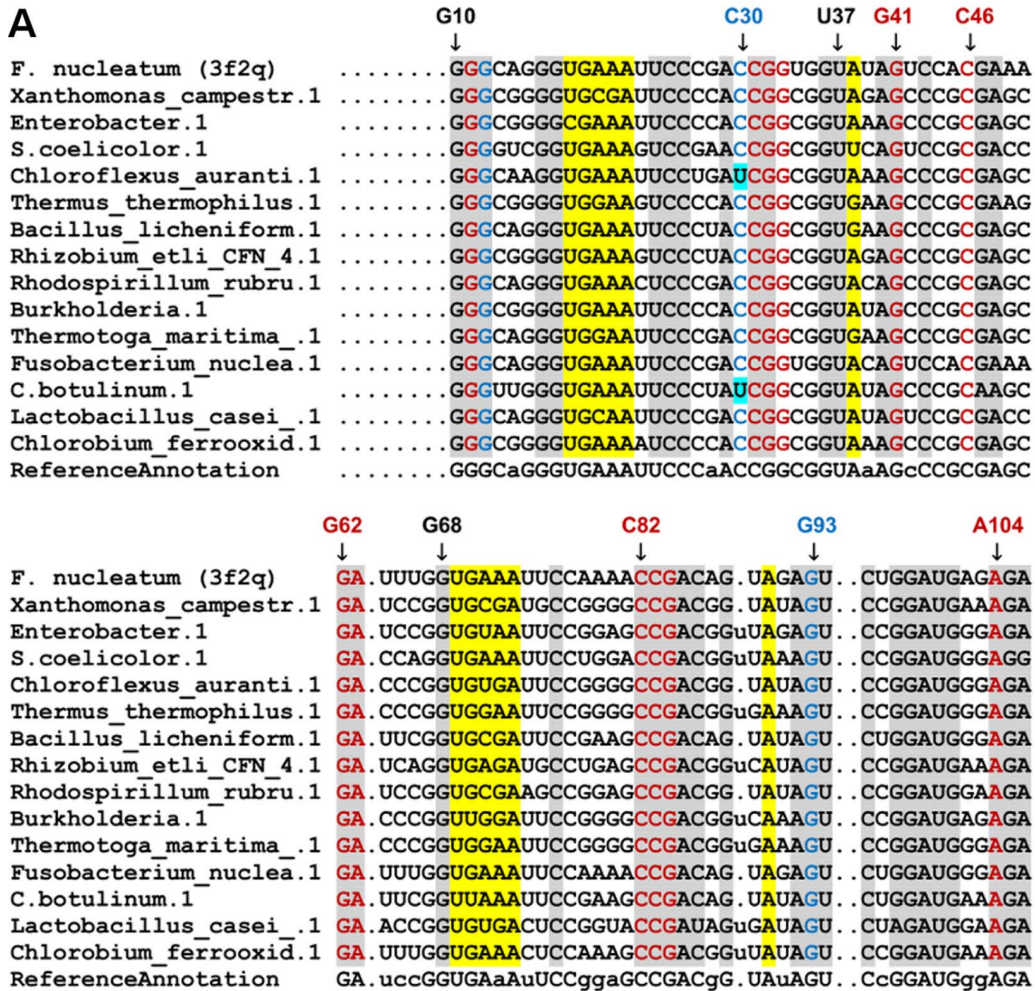 A
G10 C30 U37 G41 C46
↓ ↓ ↓ ↓ ↓
F. nucleatum (3f2q) ........GGGCAGGGUGAAAUUCCCGACCGGUGGUAUAGUCCACGAAA
Xanthomonas_campestr.1 ........GGGCGGGGUGCGAUUCCCCACCGGCGGUAGAGCCCGCGAGC
Enterobacter.1 ........GGGCGGGGCGAAAUUCCCCACCGGCGGUAAAGCCCGCGAGC
S.coelicolor.1 ........GGGGUCGGUGAAAGUCCGAACCGGCGGUUCAGUCCGCGACC
Chloroflexus_auranti.1 ........GGGCAAGGUGAAAUUCCUGAUCGGCGGUAAAGCCCGCGAGC
Thermus_thermophilus.1 ........GGGCGGGGUGGAAGUCCCCACCGGCGGUGAAGCCCGCGAAG
Bacillus_licheniform.1 ........GGGCAGGGUGAAAUUCCCUACCGGCGGUGAAGCCCGCGAGC
Rhizobium_etli_CFN_4.1 ........GGGCGGGGUGAAAGUCCCUACCGGCGGUAGAGCCCGCGAGC
Rhodospirillum_rubru.1 ........GGGCAGGGUGAAAUUCCCGACCGGCGGUACAGCCCGCGAGC
Burkholderia.1 ........GGGCGGGGUGAAAUUCCCCACCGGCGGUAUAGCCCGCGAGC
Thermotoga_maritima_.1 ........GGGCAGGGUGGAAUUCCCGACCGGCGGUGAAGCCCGCGAGC
Fusobacterium_nuclea.1 ........GGGCAGGGUGAAAUUCCCGACCGGUGGUACAGUCCACGAAA
C.botulinum.1 ........GGGUUGGGUGAAAUUCCCUAUCGGCGGUAUAGCCCGCAAGC
Lactobacillus_casei_.1 ........GGGCAGGGUGCAAUUCCCGACCGGCGGUAUAGCCCGCGAGC
Chlorobium_ferrooxid.1 ........GGGCGGGGUGAAAAUCCCCACCGGCGGUAAAGCCCGCGAGC
ReferenceAnnotation ........GGGCaGGGUGAAAUUCCCaACCGGCGGUAaAGcCCGCGAGC
G62 G68 C82 G93 A104
↓ ↓ ↓ ↓ ↓
F. nucleatum (3f2q) GA.UUUGGUGAAAUUCCAAAACCGACAG.UAGAGU..CUGGAUGAGAGA
Xanthomonas_campestr.1 GA.UCCGGUGCGAUGCCGGGGCCGACGG.UAUAGU..CCGGAUGAAAGA
Enterobacter.1 GA.UCCGGUGUAAUUCCGGAGCCGACGGuUAGAGU..CCGGAUGGGAGA
S.coelicolor.1 GA.CCAGGUGAAAUUCCUGGACCGACGGuUAAAGU..CCGGAUGGGAGG
Chloroflexus_auranti.1 GA.CCCGGUGUGAUUCCGGGGCCGACGG.UAUAGU..CCGGAUGGGAGA
Thermus_thermophilus.1 GA.CCCGGUGGAAUUCCGGGGCCGACGGuGAAAGU..CCGGAUGGGAGA
Bacillus_licheniform.1 GA.UUCGGUGCGAUUCCGAAGCCGACAG.UAUAGU..CUGGAUGGAAGA
Rhizobium_etli_CFN_4.1 GA.UCAGGUGAGAUGCCUGAGCCGACGGuCAUAGU..CCGGAUGAAAGA
Rhodospirillum_rubru.1 GA.UCCGGUGCGAAGCCGGAGCCGACGG.UAUAGU..CCGGAUGGAAGA
Burkholderia.1 GA.CCCGGUUGGAUUCCGGGGCCGACGGuCAAAGU..CCGGAUGAGAGA
Thermotoga_maritima_.1 GA.CCCGGUGGAAUUCCGGGGCCGACGGuGAAAGU..CCGGAUGGGAGA
Fusobacterium_nuclea.1 GA.UUUGGUGAAAUUCCAAAACCGACAG.UAGAGU..CUGGAUGGGAGA
C.botulinum.1 GA.UUCGGUUAAAUUCCGAAGCCGACAG.UAUAGU..CUGGAUGAAAGA
Lactobacillus_casei_.1 GA.ACCGGUGUGACUCCGGUACCGAUAGuGAUAGU..CUAGAUGAAAGA
Chlorobium_ferrooxid.1 GA.UUUGGUGAAACUCCAAAGCCGACGGuUAUAGU..CCGGAUGAAAGA
ReferenceAnnotation GA.uccGGUGAaAuUCCggaGCCGACgG.UAuAGU..CcGGAUGggAGA